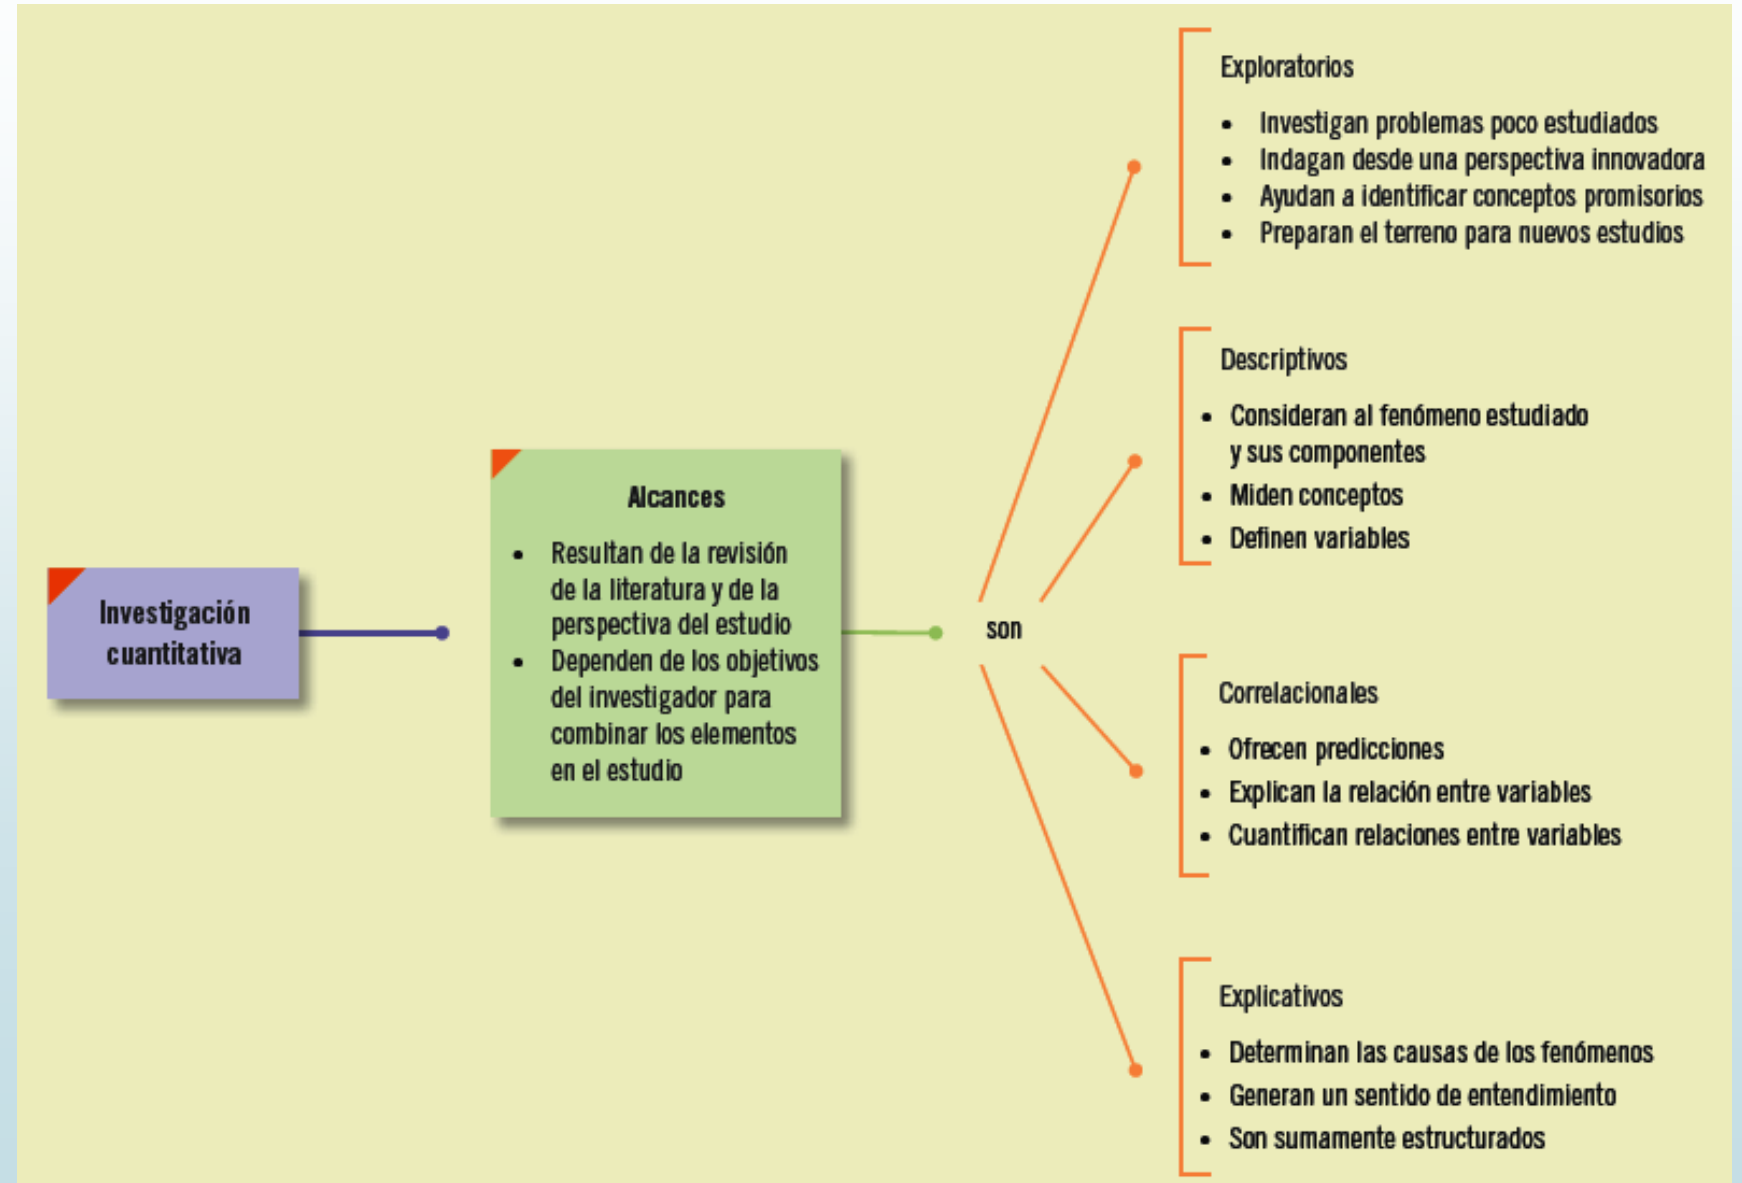 Investigación
cuantitativa
Alcances
• Resultan de la revisión
de la literatura y de la
perspectiva del estudio
• Dependen de los objetivos
del investigador para
combinar los elementos
en el estudio
son
Exploratorios
• Investigan problemas poco estudiados
• Indagan desde una perspectiva innovadora
• Ayudan a identificar conceptos promisorios
• Preparan el terreno para nuevos estudios
Descriptivos
• Consideran al fenómeno estudiado
y sus componentes
• Miden conceptos
• Definen variables
Correlacionales
• Ofrecen predicciones
• Explican la relación entre variables
• Cuantifican relaciones entre variables
Explicativos
• Determinan las causas de los fenómenos
• Generan un sentido de entendimiento
• Son sumamente estructurados